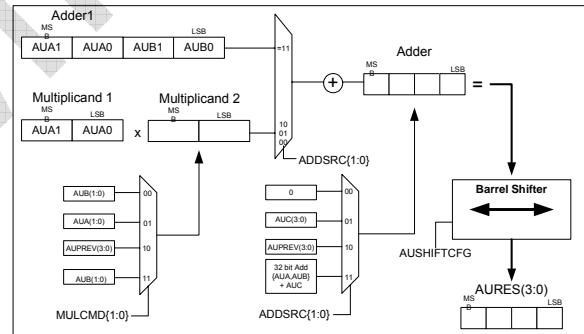 Adder1
MS
B
LSB
AUA1 AUA0 AUB1 AUB0
=11
Adder
MS
B
LSB
+
=
Multiplicand 1
MS
B
LSB
AUA1 AUA0
x
Multiplicand 2
MS
B
LSB
10
01
00
ADDSRC{1:0}
AUB(1:0) 00
AUA(1:0) 01
AUPREV(3:0) 10
AUB(1:0) 11
MULCMD{1:0}
0 00
AUC(3:0) 01
AUPREV(3:0) 10
32 bit Add
{AUA,AUB}
+ AUC
11
ADDSRC{1:0}
Barrel Shifter
AUSHIFTCFG
AURES(3:0)
MS
B
LSB